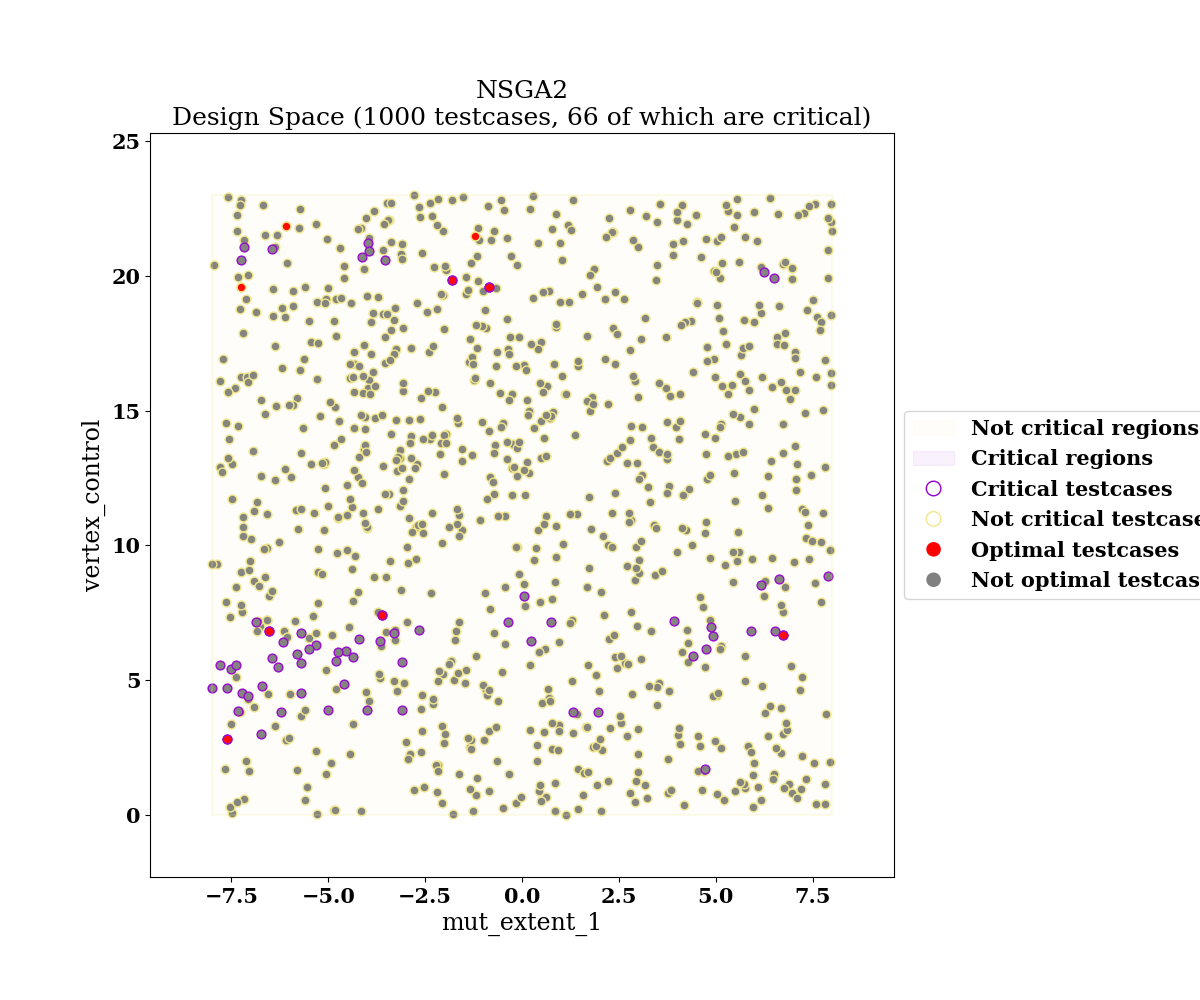 NSGA2
Design Space (1000 testcases, 66 of which are critical)
25
20
15
10
5
0
vertex_control
−7.5 −5.0 −2.5 0.0 2.5 5.0 7.5
mut_extent_1
Not critical regions
Critical regions
Critical testcases
Not critical testcase
Optimal testcases
Not optimal testcas